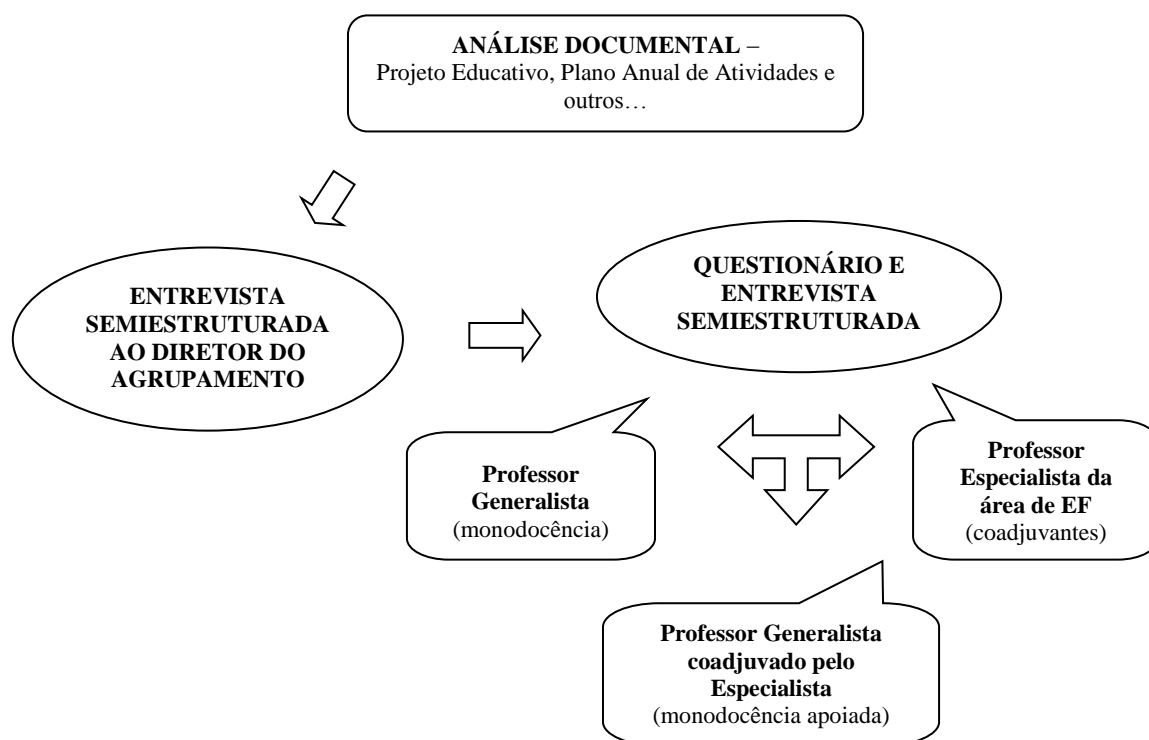 ANÁLISE DOCUMENTAL –
Projeto Educativo, Plano Anual de Atividades e
outros…
ENTREVISTA
SEMIESTRUTURADA
AO DIRETOR DO
AGRUPAMENTO
QUESTIONÁRIO E
ENTREVISTA
SEMIESTRUTURADA
Professor
Generalista
(monodocência)
Professor
Especialista da
área de EF
(coadjuvantes)
Professor Generalista
coadjuvado pelo
Especialista
(monodocência apoiada)